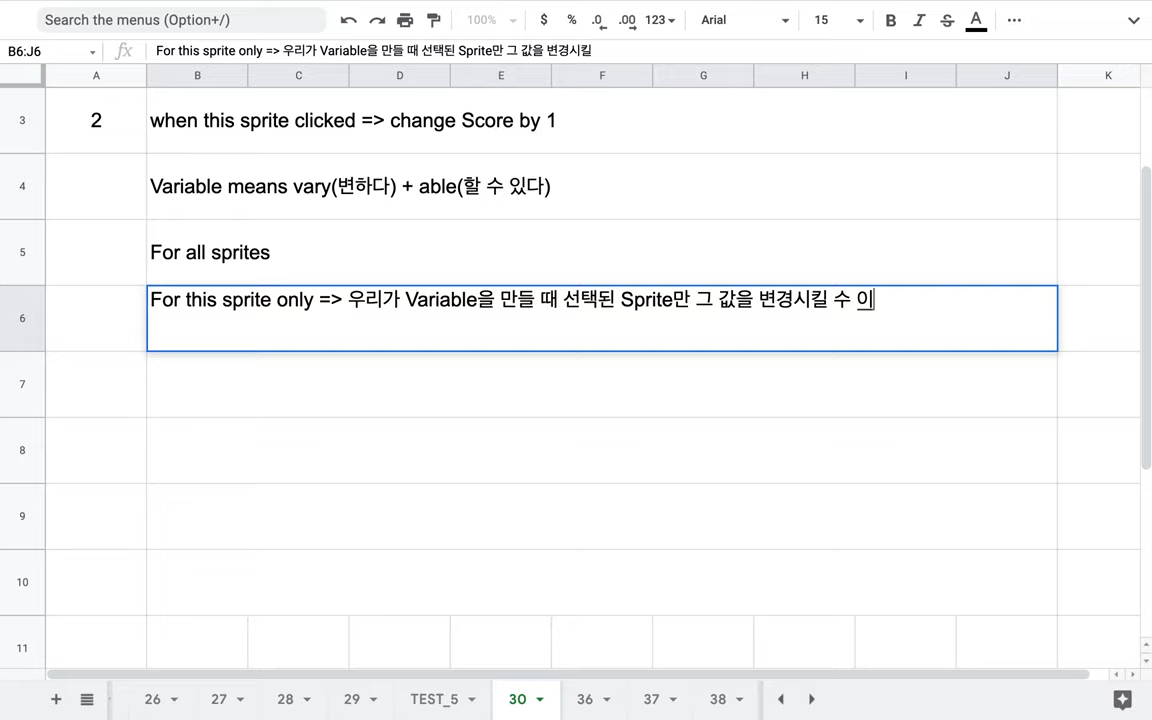 Search the menus (Option+/) 100% $ % .0 .00 123 Arial 15 B I S A
B6:J6 fx For this sprite only => 우리가 Variable을 만들 때 선택된 Sprite만 그 값을 변경시킬
A B C D E F G H I J K
3 2 when this sprite clicked => change Score by 1
4 Variable means vary(변하다) + able(할 수 있다)
5 For all sprites
6 For this sprite only => 우리가 Variable을 만들 때 선택된 Sprite만 그 값을 변경시킬 수 이
7
8
9
10
11
+ 26 27 28 29 TEST_5 30 36 37 38